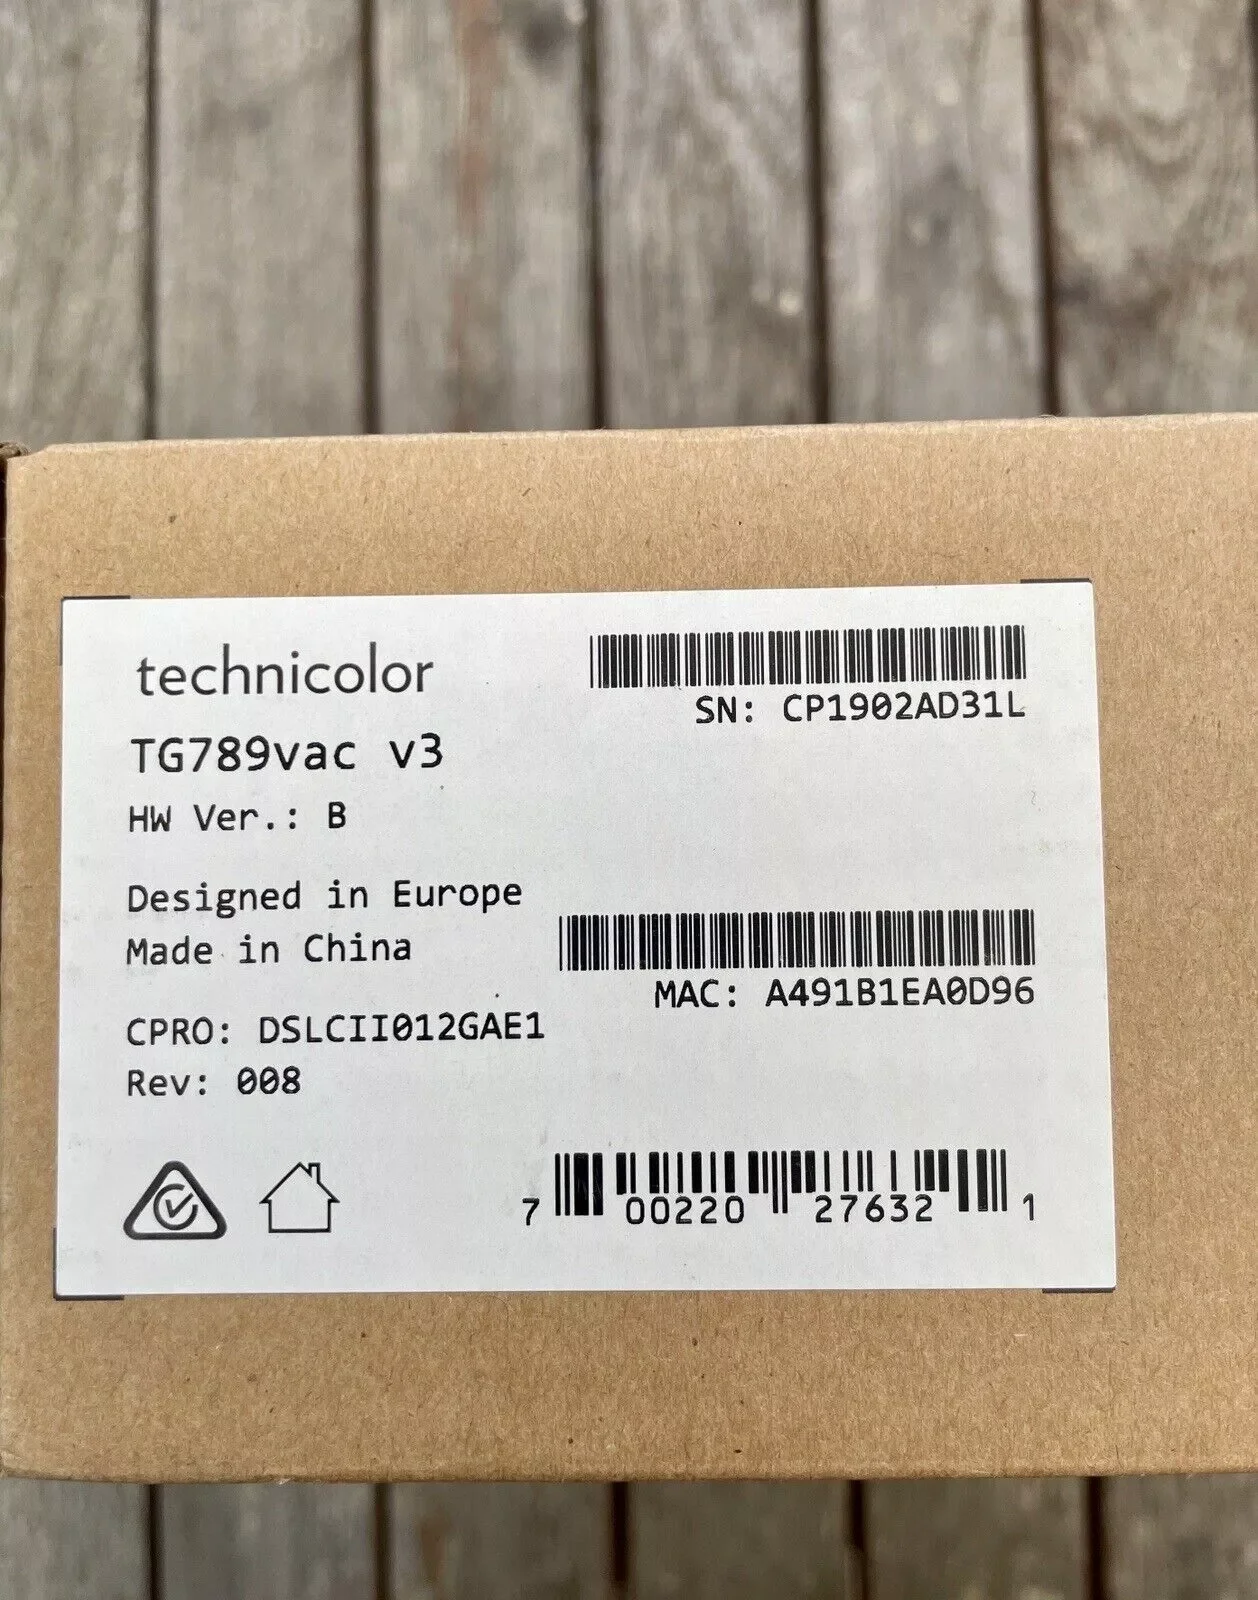 technicolor
TG789vac v3
HW Ver.: B
Designed in Europe
Made in China
CPRO: DSLCII012GAE1
Rev: 008
SN: CP1902AD31L
MAC: A491B1EA0D96
7 00220 27632 1